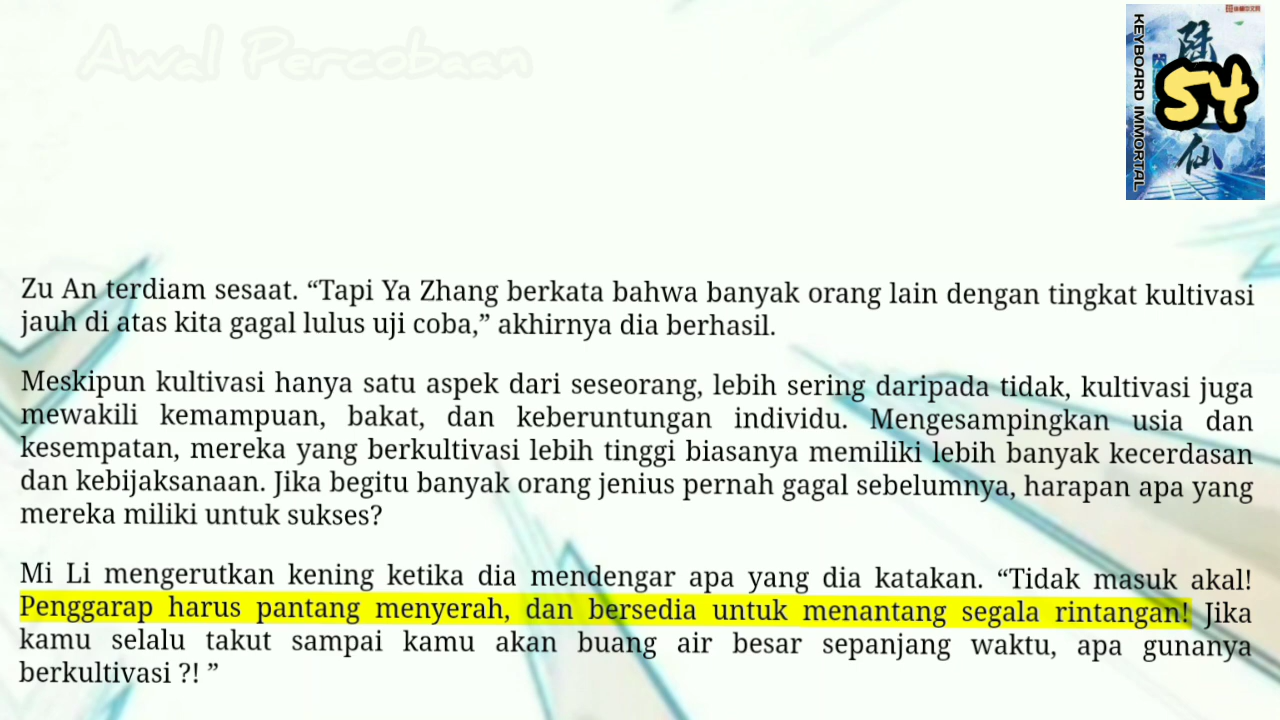 Awal Percobaan
KEYBOARD IMMORTAL
陆
仙
54
Zu An terdiam sesaat. “Tapi Ya Zhang berkata bahwa banyak orang lain dengan tingkat kultivasi
jauh di atas kita gagal lulus uji coba,” akhirnya dia berhasil.
Meskipun kultivasi hanya satu aspek dari seseorang, lebih sering daripada tidak, kultivasi juga
mewakili kemampuan, bakat, dan keberuntungan individu. Mengesampingkan usia dan
kesempatan, mereka yang berkultivasi lebih tinggi biasanya memiliki lebih banyak kecerdasan
dan kebijaksanaan. Jika begitu banyak orang jenius pernah gagal sebelumnya, harapan apa yang
mereka miliki untuk sukses?
Mi Li mengerutkan kening ketika dia mendengar apa yang dia katakan. “Tidak masuk akal!
Penggarap harus pantang menyerah, dan bersedia untuk menantang segala rintangan! Jika
kamu selalu takut sampai kamu akan buang air besar sepanjang waktu, apa gunanya
berkultivasi ?! ”